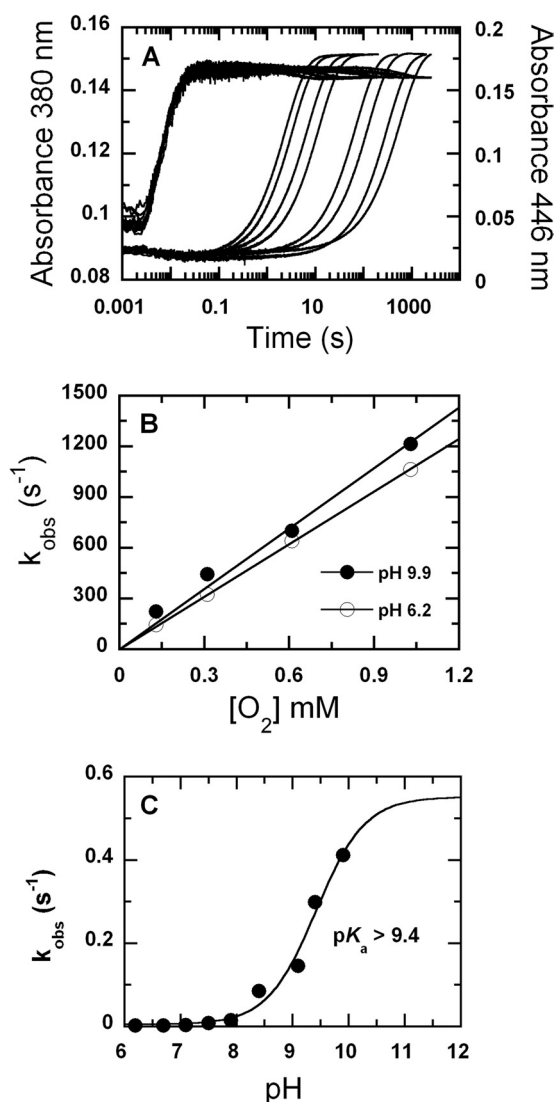 A
0.16
0.14
0.12
0.1
0.08
Absorbance 380 nm
0.2
0.15
0.1
0.05
0
Absorbance 446 nm
0.001
0.1
10
1000
Time (s)
B
1500
1200
900
600
300
0
k_obs (s⁻¹)
pH 9.9
pH 6.2
0
0.3
0.6
0.9
1.2
[O₂] mM
C
0.6
0.4
0.2
0
k_obs (s⁻¹)
pKₐ > 9.4
6
7
8
9
10
11
12
pH